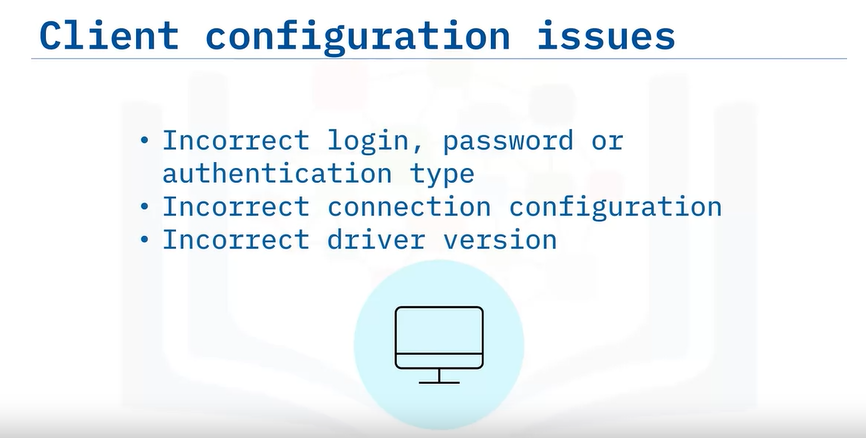 Client configuration issues
• Incorrect login, password or
authentication type
• Incorrect connection configuration
• Incorrect driver version